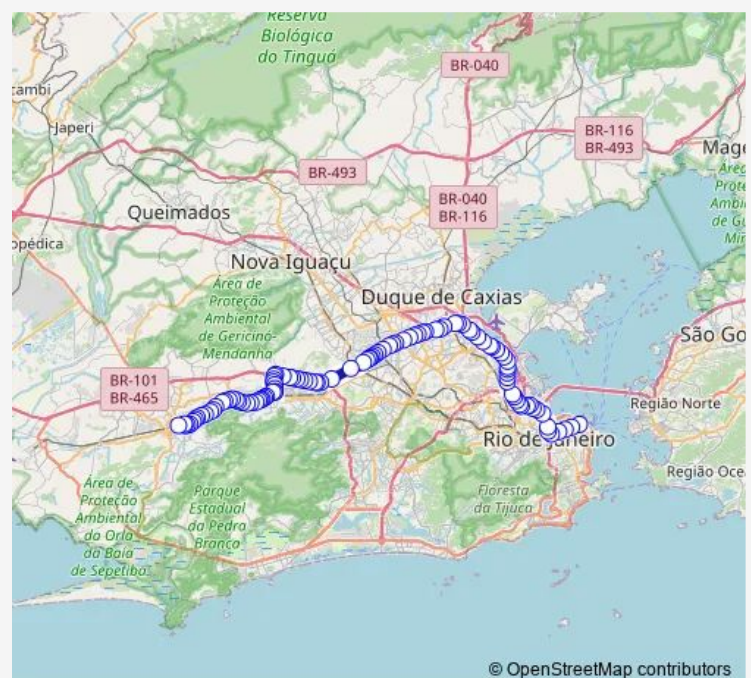 Reserva
Biológica
do Tinguá
BR-040
cambi
Japeri
BR-116
BR-493
Mage
BR-493
Queimados
BR-040
BR-116
opédica
Nova Iguaçu
Área de
Proteção
Ambiental
de Gericinó-
Mendanha
Duque de Caxias
São Go
BR-101
BR-465
Região Norte
Rio de Janeiro
Região Oce
Área de
Proteção
Ambiental
da Orla
da Baía
de Sepetiba
Parque
Estadual
da Pedra
Branca
Floresta
da Tijuca
© OpenStreetMap contributors